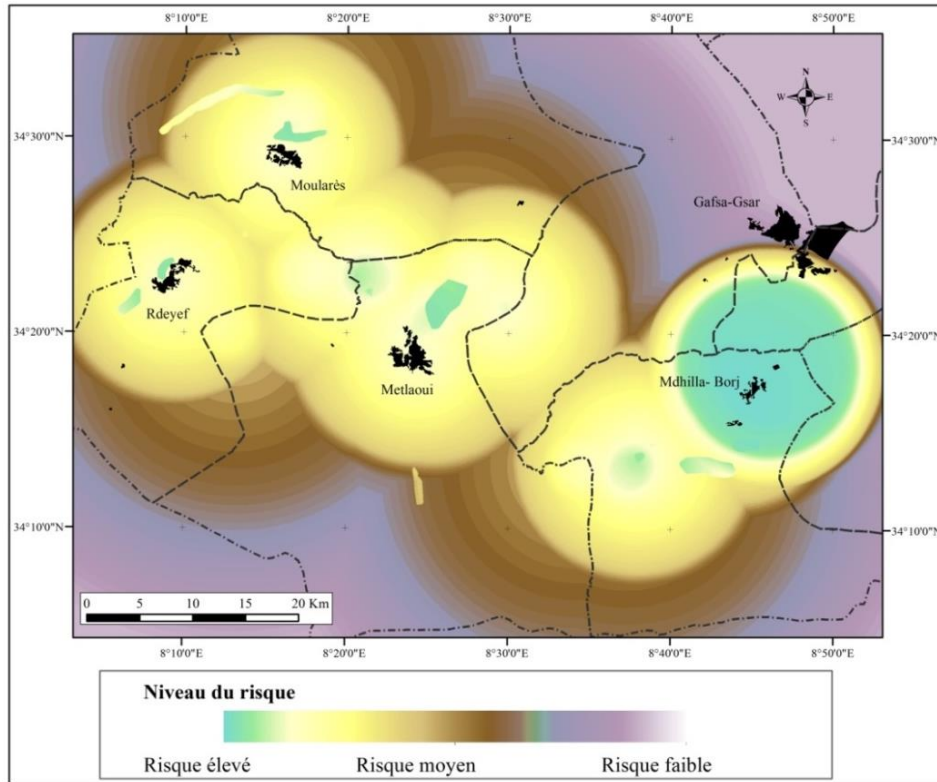 8°10'0"E 8°20'0"E 8°30'0"E 8°40'0"E 8°50'0"E
N
W E
S
34°30'0"N 34°30'0"N
Moularès
Gafsa-Gsar
Rdeyef
34°20'0"N 34°20'0"N
Metlaoui
Mdhilla- Borj
34°10'0"N 34°10'0"N
0 5 10 15 20 Km
8°10'0"E 8°20'0"E 8°30'0"E 8°40'0"E 8°50'0"E
Niveau du risque
Risque élevé Risque moyen Risque faible